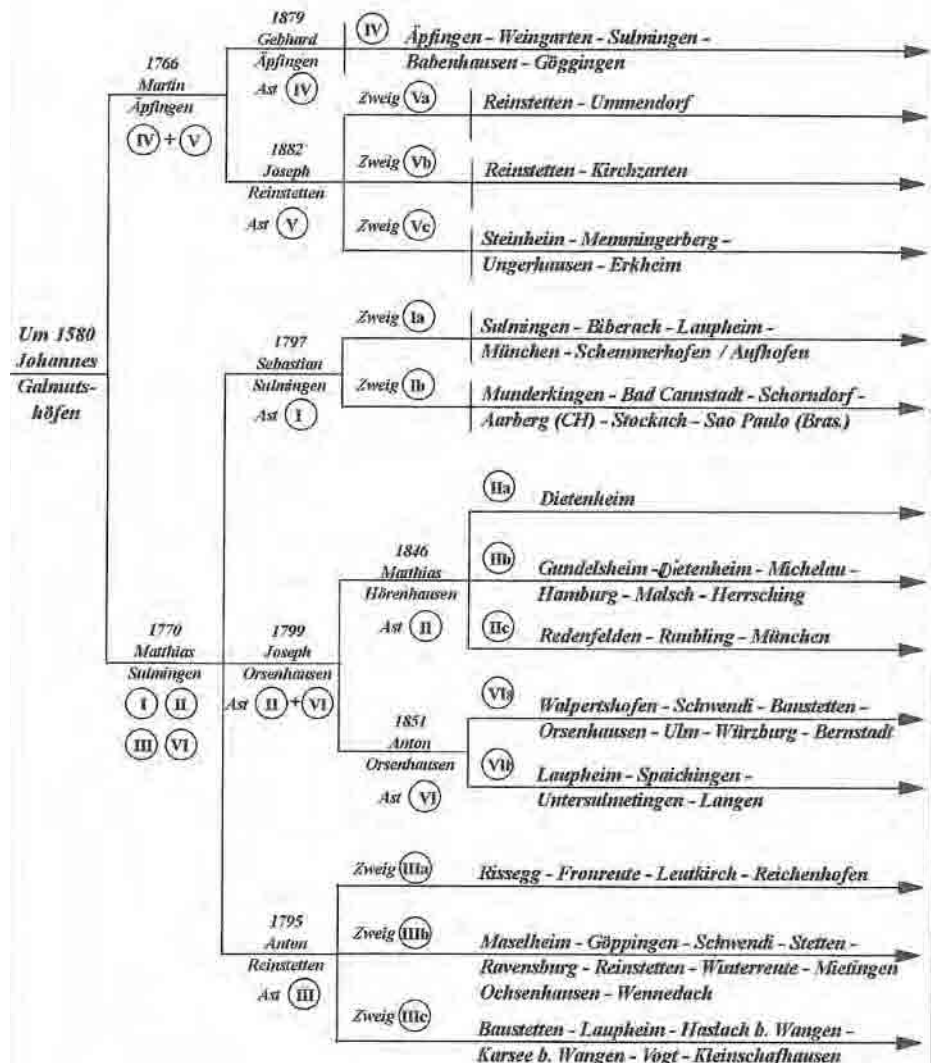 Um 1580
Johannes
Galmuts-
höfen
1766
Martin
Äpfingen
IV + V
1879
Gebhard
Äpfingen
Ast IV
IV Äpfingen - Weingarten - Sulmingen -
Babenhausen - Göggingen
1882
Joseph
Reinstetten
Ast V
Zweig Va Reinstetten - Ummendorf
Zweig Vb Reinstetten - Kirchzarten
Zweig Vc Steinheim - Memmingerberg -
Ungerhausen - Erkheim
1770
Matthias
Sulmingen
I II
III VI
1797
Sebastian
Sulmingen
Ast I
Zweig Ia Sulmingen - Biberach - Laupheim -
München - Schemmerhofen / Aufhofen
Zweig Ib Munderkingen - Bad Cannstadt - Schorndorf -
Aarberg (CH) - Stockach - Sao Paulo (Bras.)
1799
Joseph
Orsenhausen
Ast II + VI
1846
Matthias
Hörenhausen
Ast II
IIa Dietenheim
IIb Gundelsheim - Dietenheim - Michelau -
Hamburg - Malsch - Herrsching
IIc Redenfelden - Raubling - München
1851
Anton
Orsenhausen
Ast VI
VIa Walpertshofen - Schwendi - Baustetten -
Orsenhausen - Ulm - Würzburg - Bernstadt
VIb Laupheim - Spaichingen -
Untersulmetingen - Langen
1795
Anton
Reinstetten
Ast III
Zweig IIIa Rissegg - Fronreute - Leutkirch - Reichenhofen
Zweig IIIb Maselheim - Göppingen - Schwendi - Stetten -
Ravensburg - Reinstetten - Winterreute - Mietingen
Ochsenhausen - Wennedach
Zweig IIIc Baustetten - Laupheim - Haslach b. Wangen -
Karsee b. Wangen - Vogt - Kleinschafhausen